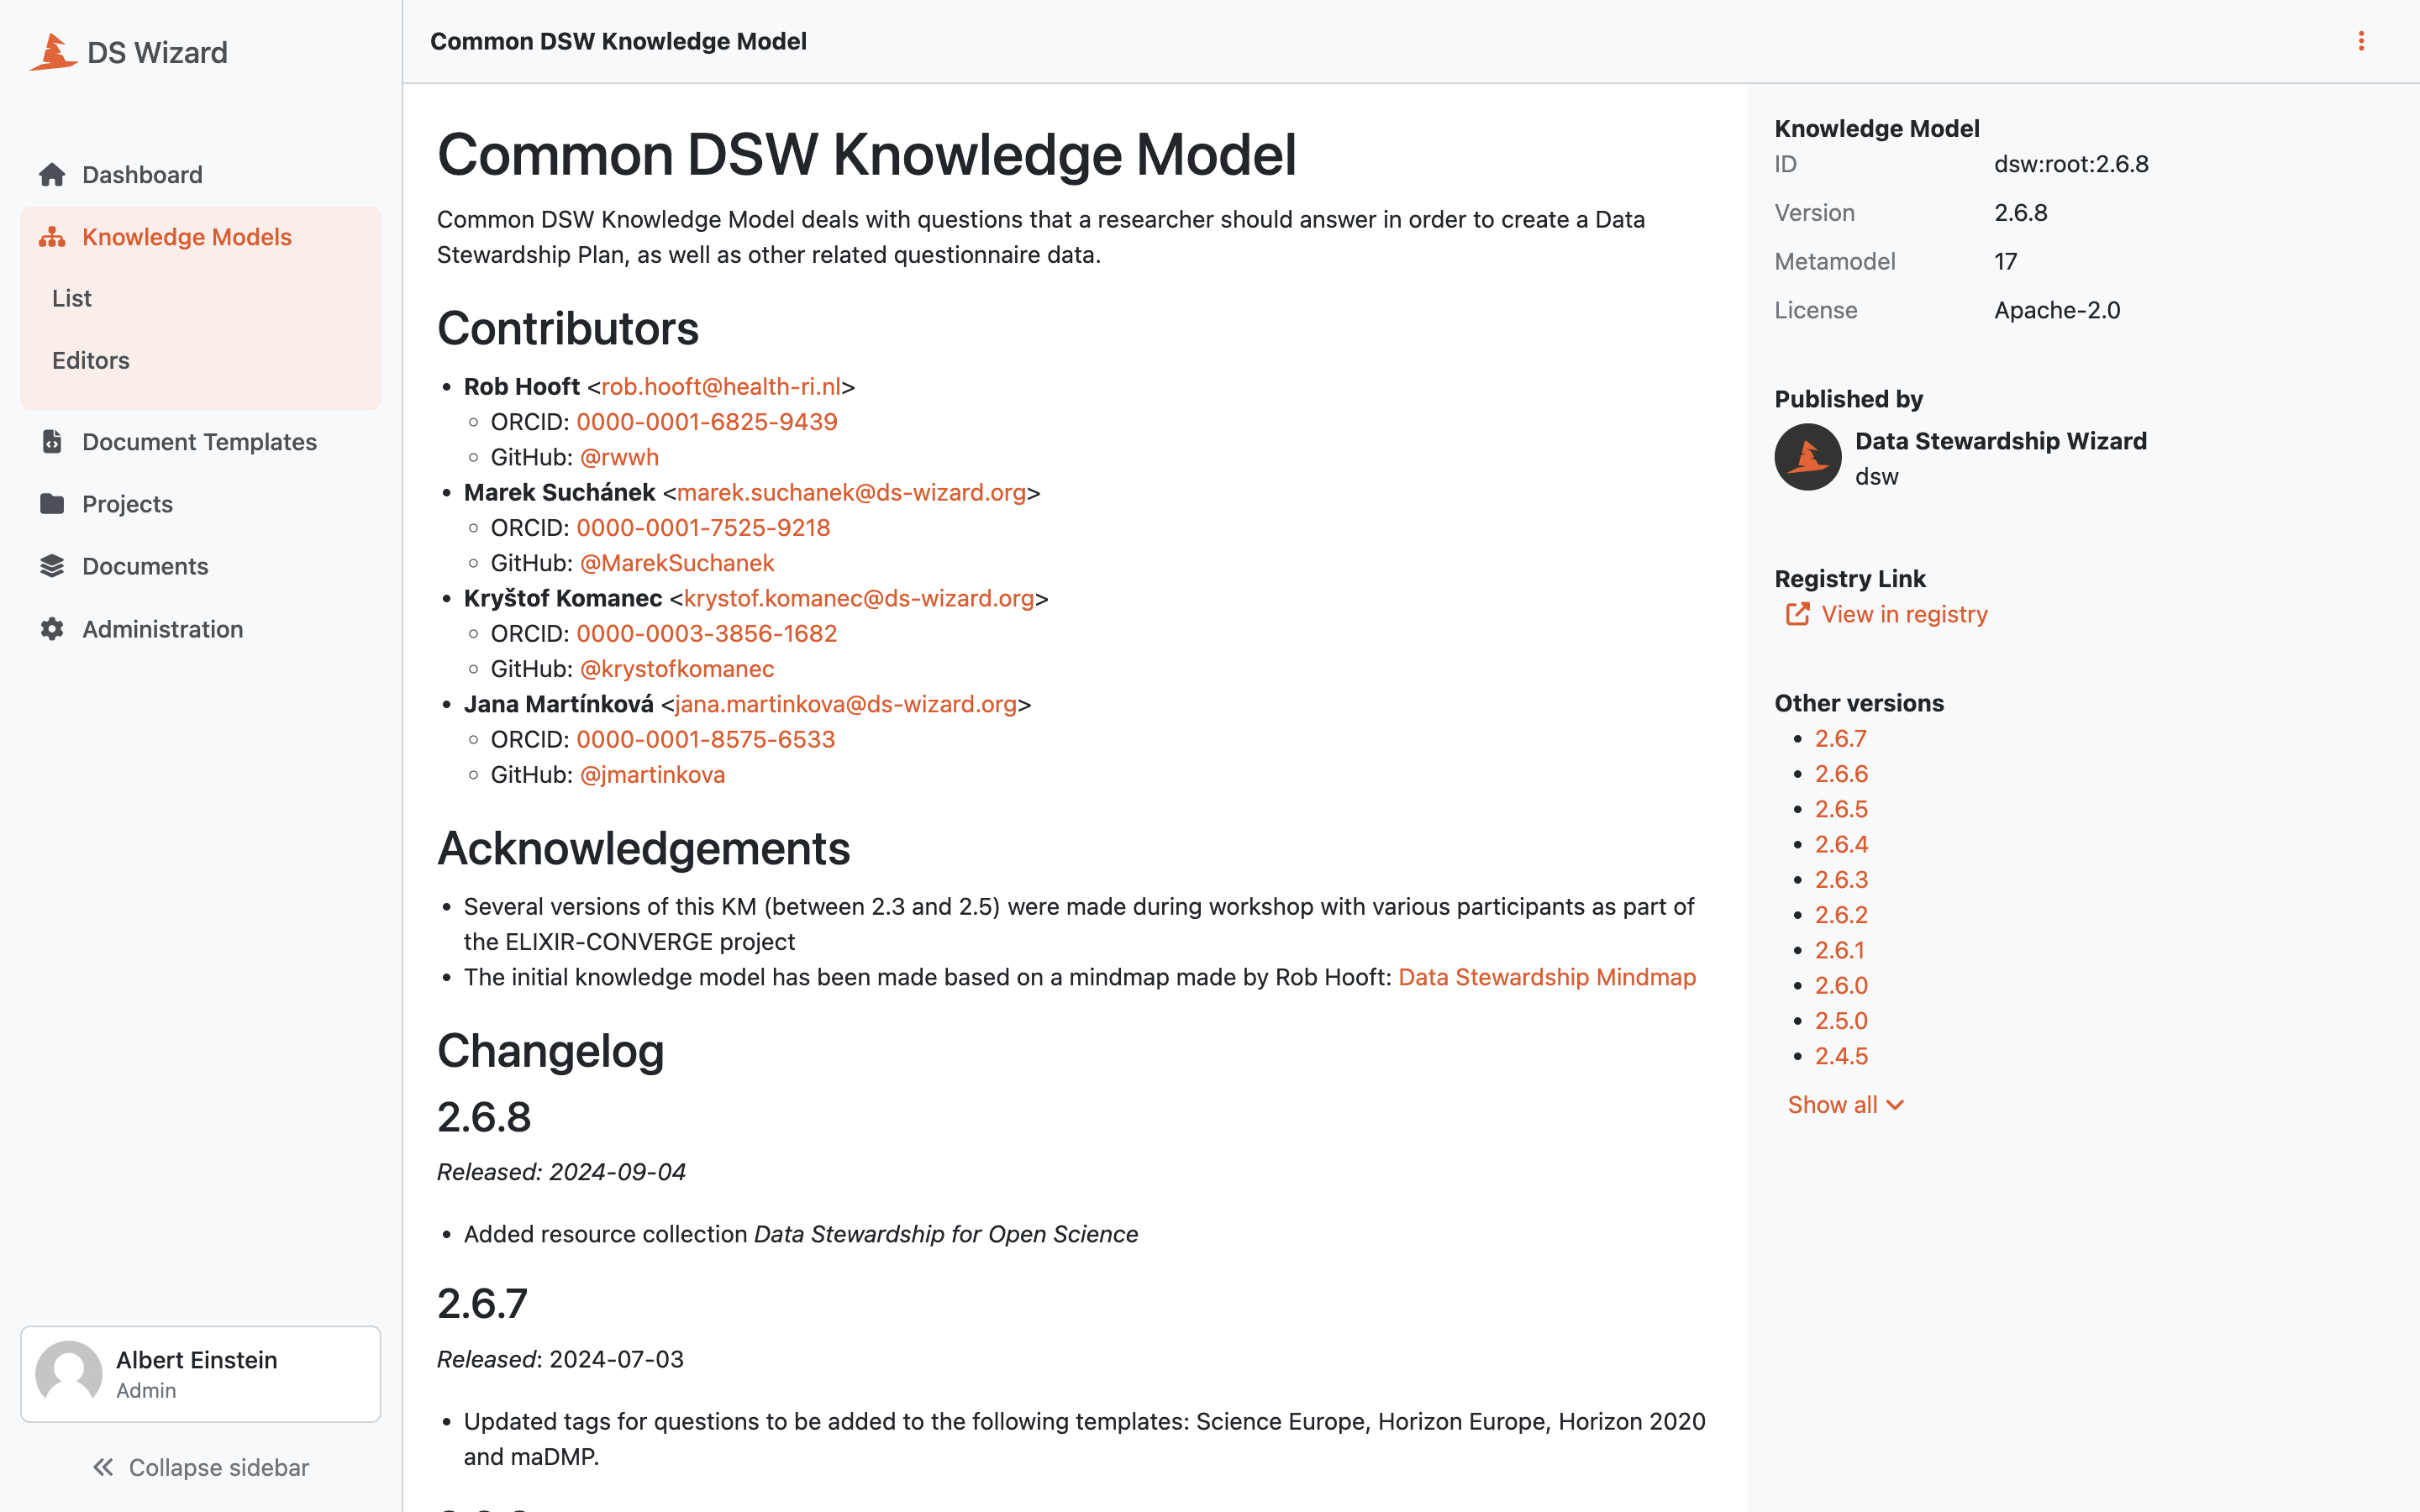 DS Wizard
Dashboard
Knowledge Models
List
Editors
Document Templates
Projects
Documents
Administration
Albert Einstein
Admin
Collapse sidebar
Common DSW Knowledge Model
Common DSW Knowledge Model
Common DSW Knowledge Model deals with questions that a researcher should answer in order to create a Data
Stewardship Plan, as well as other related questionnaire data.
Contributors
Rob Hooft <rob.hooft@health-ri.nl>
ORCID: 0000-0001-6825-9439
GitHub: @rwwh
Marek Suchánek <marek.suchanek@ds-wizard.org>
ORCID: 0000-0001-7525-9218
GitHub: @MarekSuchanek
Kryštof Komanec <krystof.komanec@ds-wizard.org>
ORCID: 0000-0003-3856-1682
GitHub: @krystofkomanec
Jana Martínková <jana.martinkova@ds-wizard.org>
ORCID: 0000-0001-8575-6533
GitHub: @jmartinkova
Acknowledgements
Several versions of this KM (between 2.3 and 2.5) were made during workshop with various participants as part of
the ELIXIR-CONVERGE project
The initial knowledge model has been made based on a mindmap made by Rob Hooft: Data Stewardship Mindmap
Changelog
2.6.8
Released: 2024-09-04
Added resource collection Data Stewardship for Open Science
2.6.7
Released: 2024-07-03
Updated tags for questions to be added to the following templates: Science Europe, Horizon Europe, Horizon 2020
and maDMP.
Knowledge Model
ID dsw:root:2.6.8
Version 2.6.8
Metamodel 17
License Apache-2.0
Published by
Data Stewardship Wizard
dsw
Registry Link
View in registry
Other versions
2.6.7
2.6.6
2.6.5
2.6.4
2.6.3
2.6.2
2.6.1
2.6.0
2.5.0
2.4.5
Show all